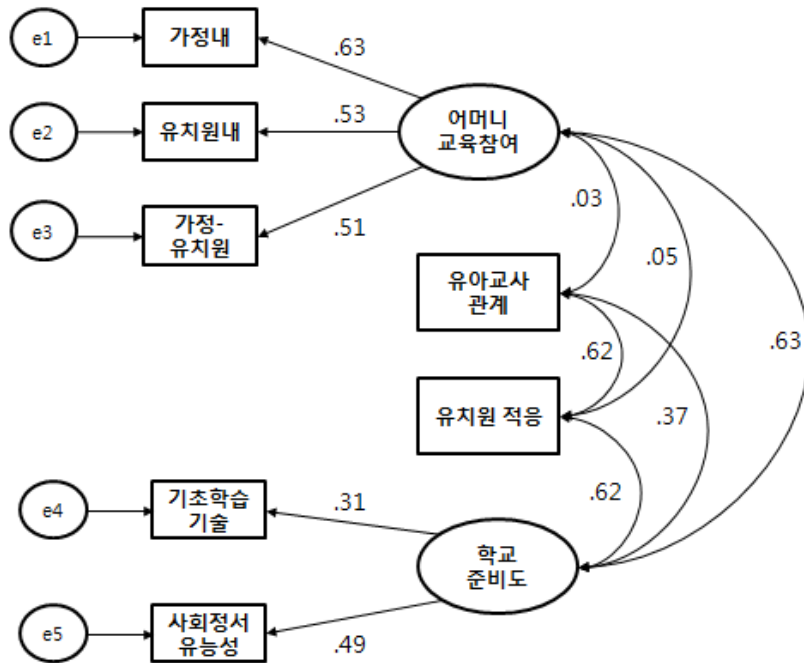 e1
가정내
.63
e2
유치원내
.53
어머니
교육참여
e3
가정-
유치원
.51
.03
.05
유아교사
관계
.62
.63
유치원 적응
.37
.62
e4
기초학습
기술
.31
학교
준비도
e5
사회정서
유능성
.49